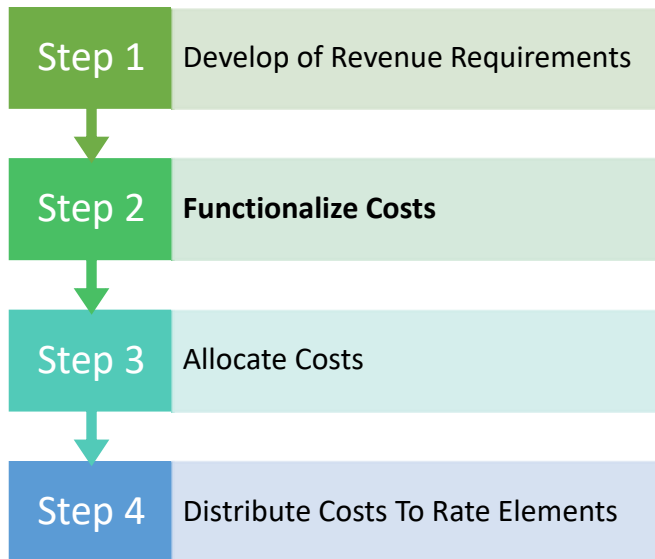 Step 1
Develop of Revenue Requirements
Step 2
Functionalize Costs
Step 3
Allocate Costs
Step 4
Distribute Costs To Rate Elements